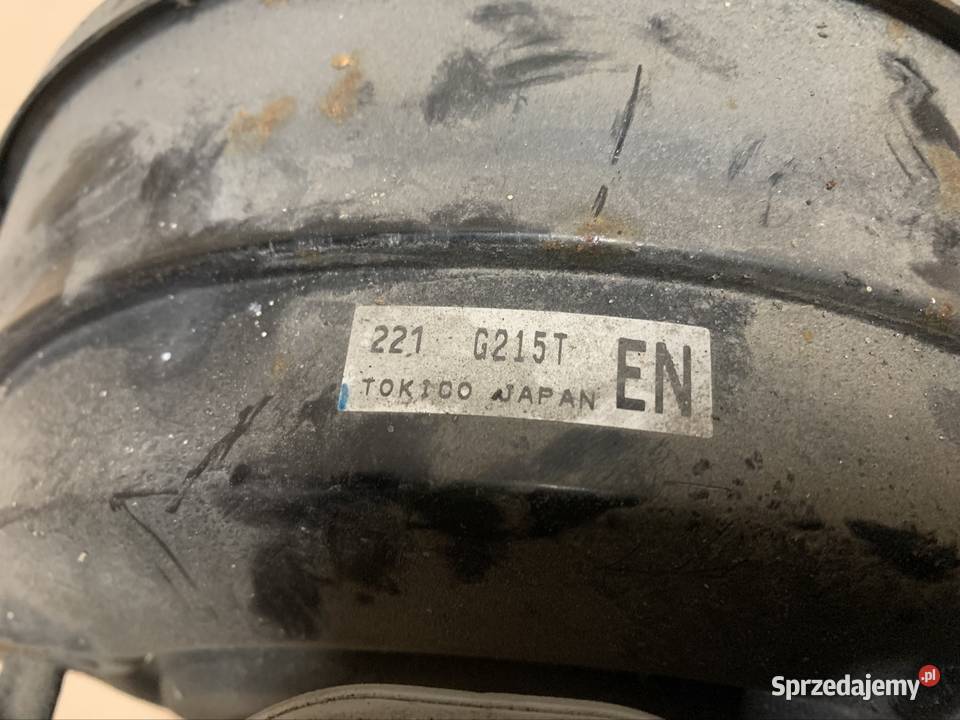 221 G215T EN
TOKICO JAPAN
Sprzedajemy.pl